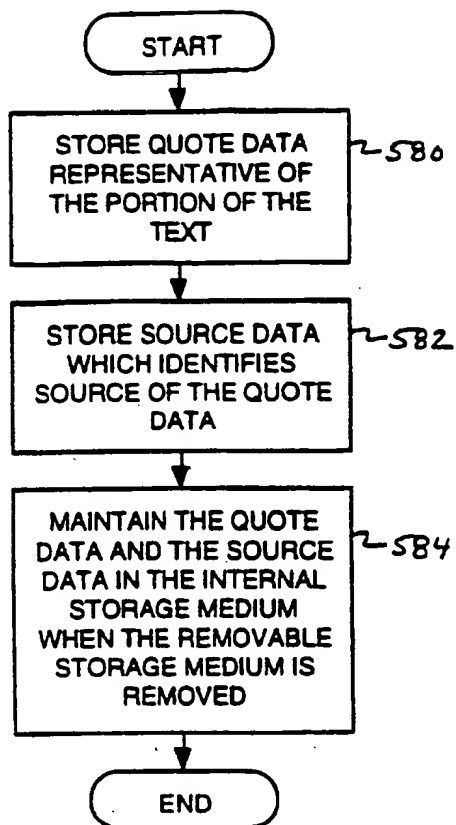 START
STORE QUOTE DATA
REPRESENTATIVE OF
THE PORTION OF THE
TEXT
580
STORE SOURCE DATA
WHICH IDENTIFIES
SOURCE OF THE QUOTE
DATA
582
MAINTAIN THE QUOTE
DATA AND THE SOURCE
DATA IN THE INTERNAL
STORAGE MEDIUM
WHEN THE REMOVABLE
STORAGE MEDIUM IS
REMOVED
584
END